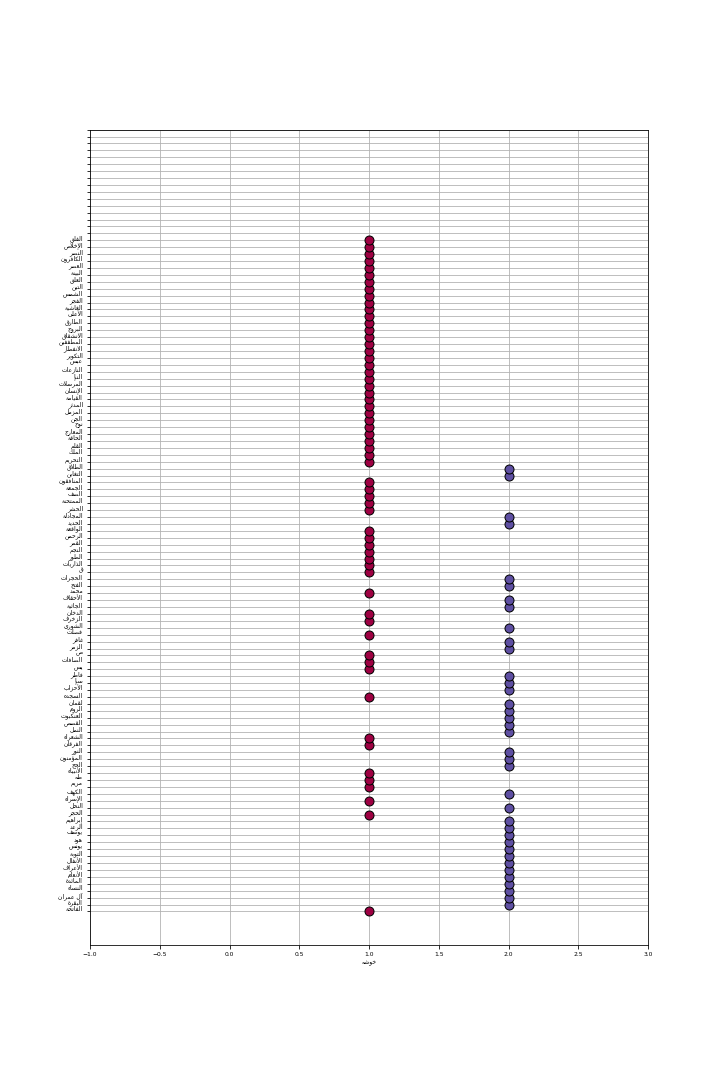 الفلق
الإخلاص
النصر
الكافرون
العصر
البينة
العلق
التين
الشمس
الفجر
الغاشية
الأعلى
الطارق
البروج
الانشقاق
المطففين
الانفطار
التكوير
عبس
النازعات
النبأ
المرسلات
الإنسان
القيامة
المدثر
المزمل
الجن
نوح
المعارج
الحاقة
القلم
الملك
التحريم
الطلاق
التغابن
المنافقون
الجمعة
الصف
الممتحنة
الحشر
المجادلة
الحديد
الواقعة
الرحمن
القمر
النجم
الطور
الذاريات
ق
الحجرات
الفتح
محمد
الأحقاف
الجاثية
الدخان
الزخرف
الشورى
فصلت
غافر
الزمر
ص
الصافات
يس
فاطر
سبأ
الأحزاب
السجدة
لقمان
الروم
العنكبوت
القصص
النمل
الشعراء
الفرقان
النور
المؤمنون
الحج
الأنبياء
طه
مريم
الكهف
الإسراء
النحل
الحجر
إبراهيم
الرعد
يوسف
هود
يونس
التوبة
الأنفال
الأعراف
الأنعام
المائدة
النساء
آل عمران
البقرة
الفاتحة
−1.0 −0.5 0.0 0.5 1.0 1.5 2.0 2.5 3.0
خوشه